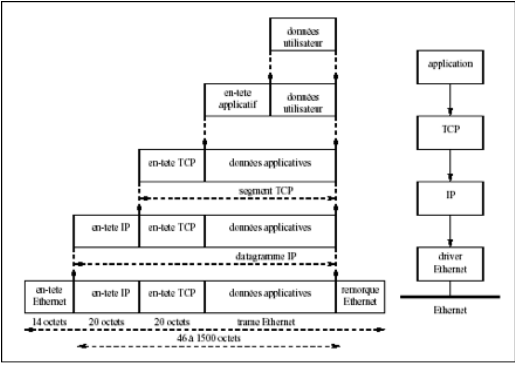 données
utilisateur
en-tete
applicatif
données
utilisateur
en-tete TCP
données applicatives
segment TCP
en-tete IP
en-tete TCP
données applicatives
datagramme IP
en-tete
Ethernet
en-tete IP
en-tete TCP
données applicatives
remorque
Ethernet
14 octets
20 octets
20 octets
trame Ethernet
46 à 1500 octets
application
TCP
IP
driver
Ethernet
Ethernet